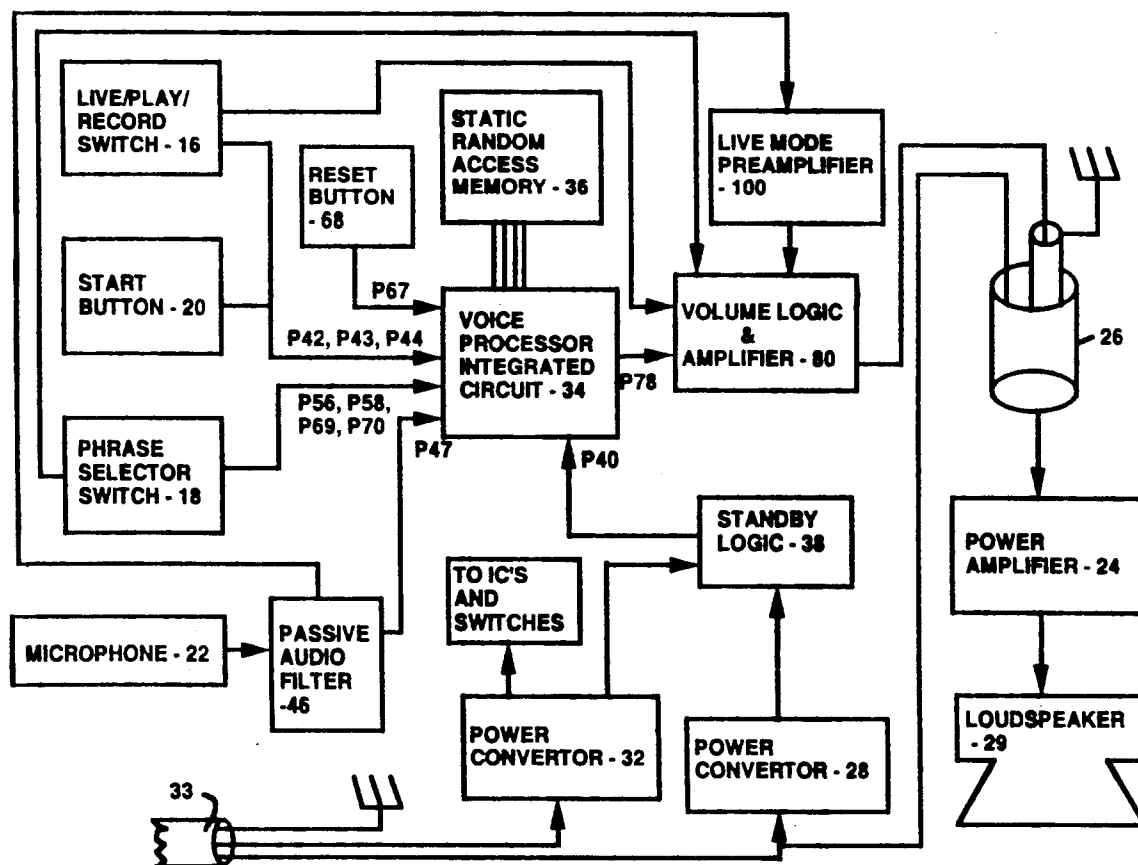 LIVE/PLAY/
RECORD
SWITCH - 16
STATIC
RANDOM
ACCESS
MEMORY - 36
LIVE MODE
PREAMPLIFIER
- 100
RESET
BUTTON
- 68
START
BUTTON - 20
P67
P42, P43, P44
VOICE
PROCESSOR
INTEGRATED
CIRCUIT - 34
VOLUME LOGIC
&
AMPLIFIER - 80
26
P78
P56, P58,
P69, P70
P47
P40
PHRASE
SELECTOR
SWITCH - 18
STANDBY
LOGIC - 38
POWER
AMPLIFIER - 24
TO IC'S
AND
SWITCHES
MICROPHONE - 22
PASSIVE
AUDIO
FILTER
-46
POWER
CONVERTOR - 32
POWER
CONVERTOR - 28
LOUDSPEAKER
- 29
33